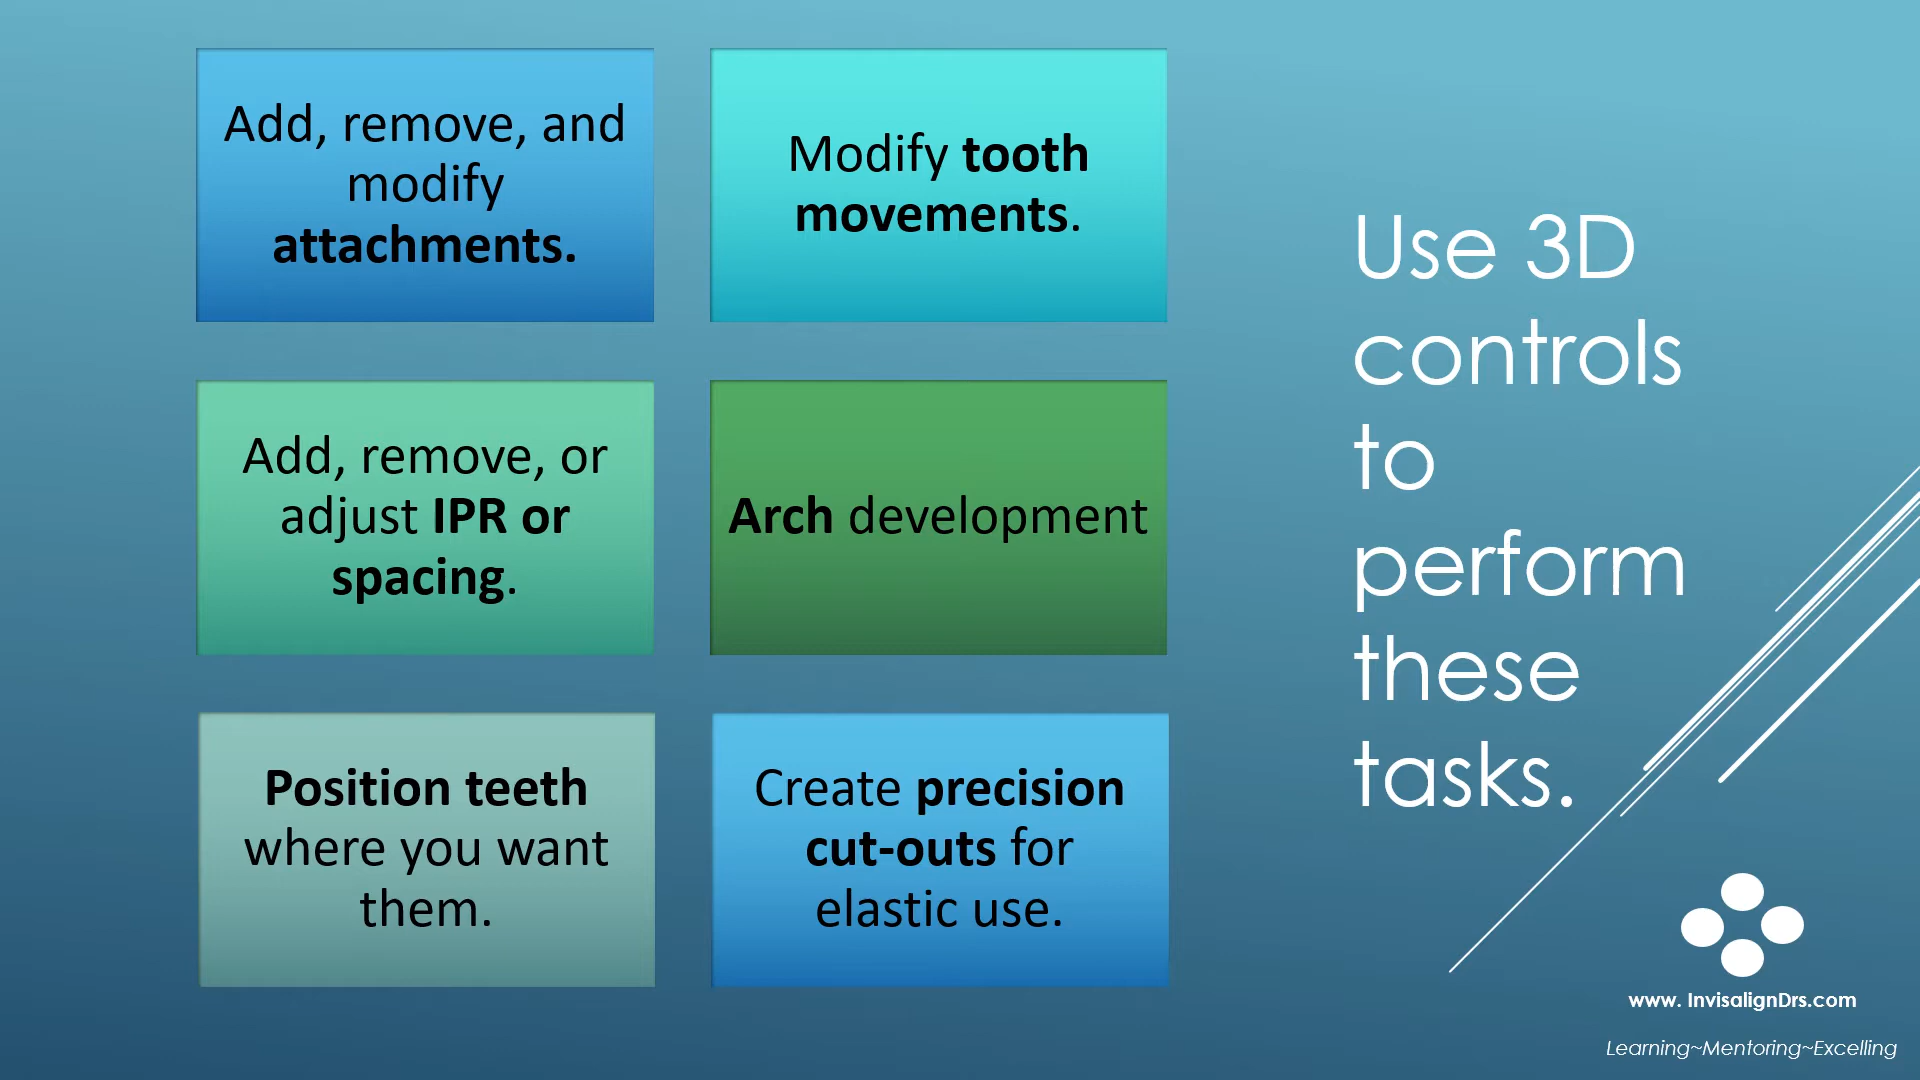 Add, remove, and
modify
attachments.
Modify tooth
movements.
Add, remove, or
adjust IPR or
spacing.
Arch development
Position teeth
where you want
them.
Create precision
cut-outs for
elastic use.
Use 3D
controls
to
perform
these
tasks.
www. InvisalignDrs.com
Learning~Mentoring~Excelling